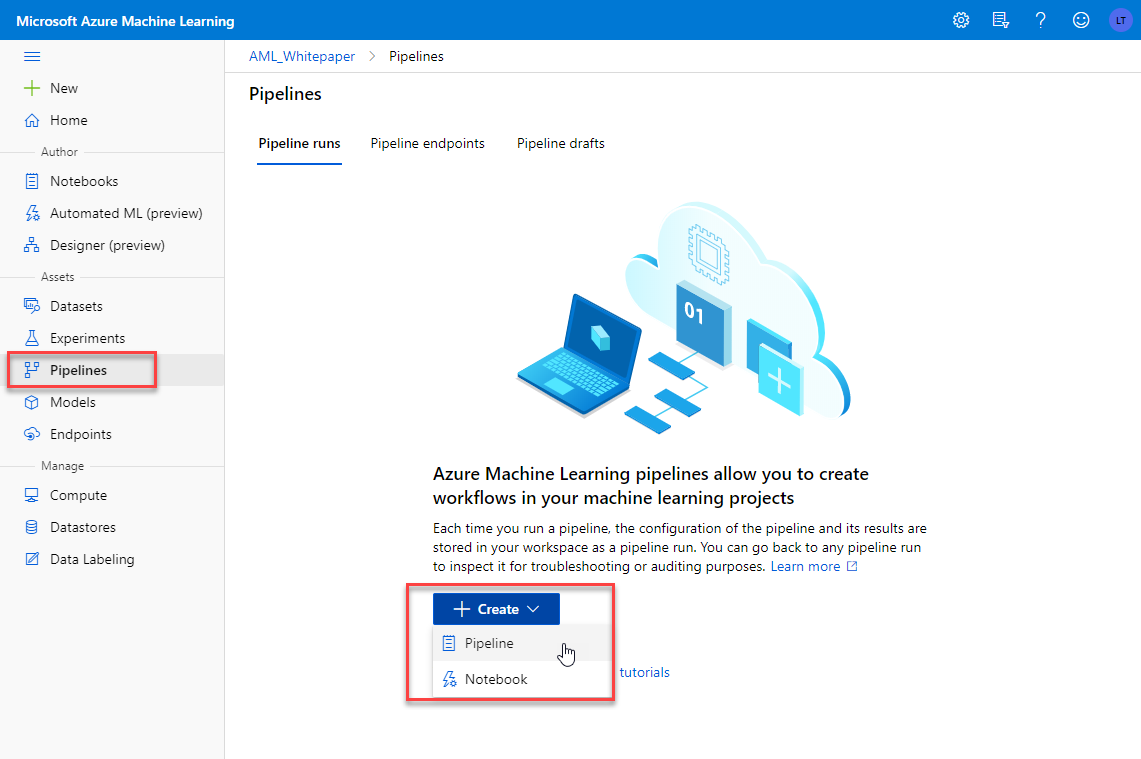 Microsoft Azure Machine Learning
LT
AML_Whitepaper > Pipelines
New
Home
Author
Notebooks
Automated ML (preview)
Designer (preview)
Assets
Datasets
Experiments
Pipelines
Models
Endpoints
Manage
Compute
Datastores
Data Labeling
Pipelines
Pipeline runs Pipeline endpoints Pipeline drafts
01
Azure Machine Learning pipelines allow you to create
workflows in your machine learning projects
Each time you run a pipeline, the configuration of the pipeline and its results are
stored in your workspace as a pipeline run. You can go back to any pipeline run
to inspect it for troubleshooting or auditing purposes. Learn more
Create
Pipeline
tutorials
Notebook